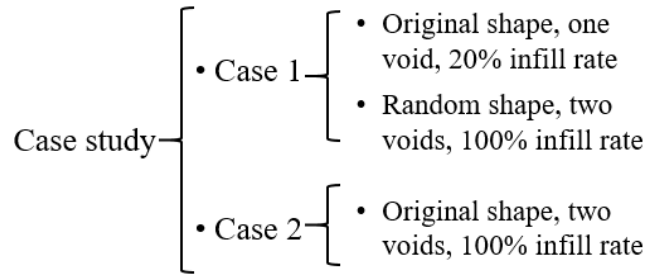 Case study
• Case 1
• Original shape, one
void, 20% infill rate
• Random shape, two
voids, 100% infill rate
• Case 2
• Original shape, two
voids, 100% infill rate